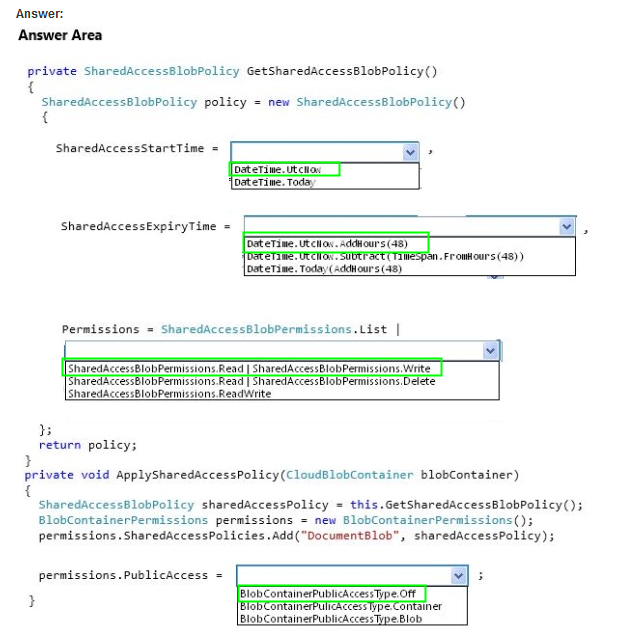 Answer:
Answer Area
private SharedAccessBlobPolicy GetSharedAccessBlobPolicy()
{
SharedAccessBlobPolicy policy = new SharedAccessBlobPolicy()
{
SharedAccessStartTime = ,
DateTime.UtcNow
DateTime.Today
SharedAccessExpiryTime = ,
DateTime.UtcNow.AddHours(48)
DateTime.UtcNow.Subtract(TimeSpan.FromHours(48))
DateTime.Today(AddHours(48)
Permissions = SharedAccessBlobPermissions.List |
SharedAccessBlobPermissions.Read | SharedAccessBlobPermissions.Write
SharedAccessBlobPermissions.Read | SharedAccessBlobPermissions.Delete
SharedAccessBlobPermissions.ReadWrite
};
return policy;
}
private void ApplySharedAccessPolicy(CloudBlobContainer blobContainer)
{
SharedAccessBlobPolicy sharedAccessPolicy = this.GetSharedAccessBlobPolicy();
BlobContainerPermissions permissions = new BlobContainerPermissions();
permissions.SharedAccessPolicies.Add("DocumentBlob", sharedAccessPolicy);
permissions.PublicAccess = ;
BlobContainerPublicAccessType.Off
BlobContainerPulicAccessType.Container
BlobContainerPublicAccessType.Blob
}